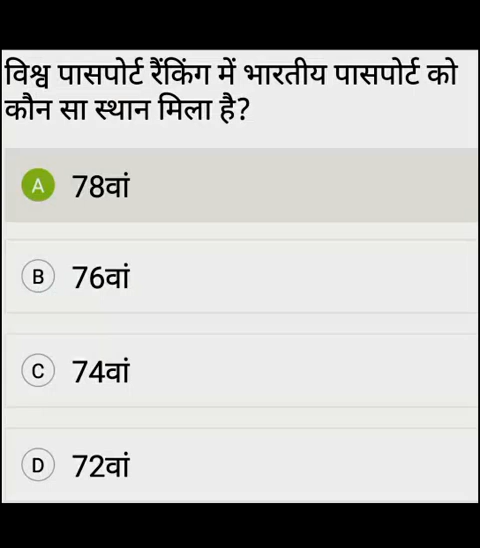 विश्व पासपोर्ट रैंकिंग में भारतीय पासपोर्ट को
कौन सा स्थान मिला है?
A 78वां
B 76वां
C 74वां
D 72वां